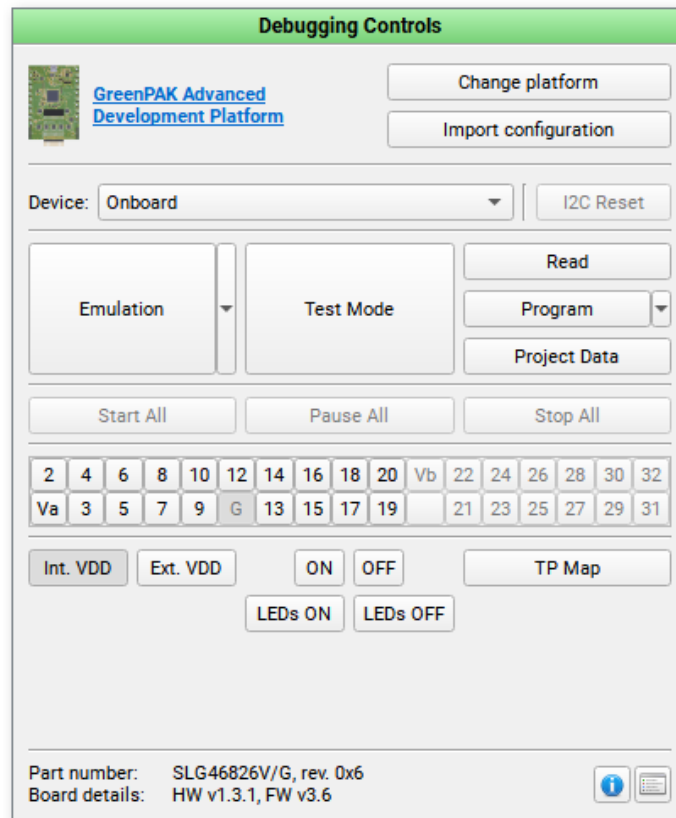 Debugging Controls
GreenPAK Advanced
Development Platform
Change platform
Import configuration
Device: Onboard I2C Reset
Emulation Test Mode
Read
Program
Project Data
Start All Pause All Stop All
2 4 6 8 10 12 14 16 18 20 Vb 22 24 26 28 30 32
Va 3 5 7 9 G 13 15 17 19 21 23 25 27 29 31
Int. VDD Ext. VDD ON OFF TP Map
LEDs ON LEDs OFF
Part number: SLG46826V/G, rev. 0x6
Board details: HW v1.3.1, FW v3.6